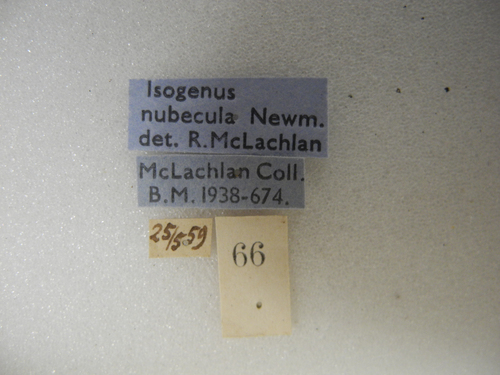 Isogenus
nubecula Newm.
det. R. McLachlan
McLachlan Coll.
B.M. 1938-674.
25/5.59
66